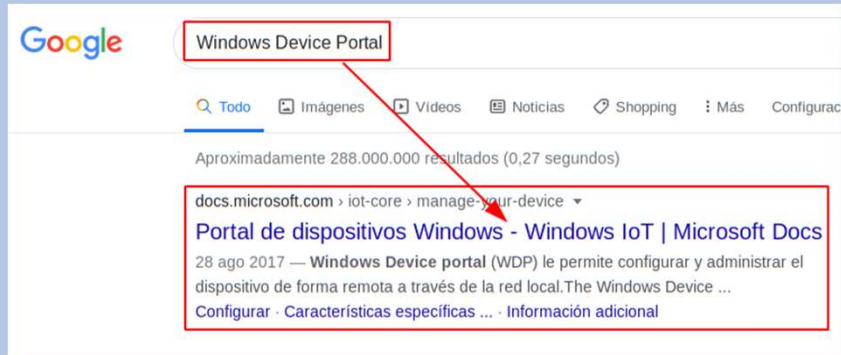 Google
Windows Device Portal
Todo Imágenes Vídeos Noticias Shopping Más Configurac
Aproximadamente 288.000.000 resultados (0,27 segundos)
docs.microsoft.com › iot-core › manage-your-device
Portal de dispositivos Windows - Windows IoT | Microsoft Docs
28 ago 2017 — Windows Device portal (WDP) le permite configurar y administrar el
dispositivo de forma remota a través de la red local.The Windows Device ...
Configurar · Características específicas ... · Información adicional